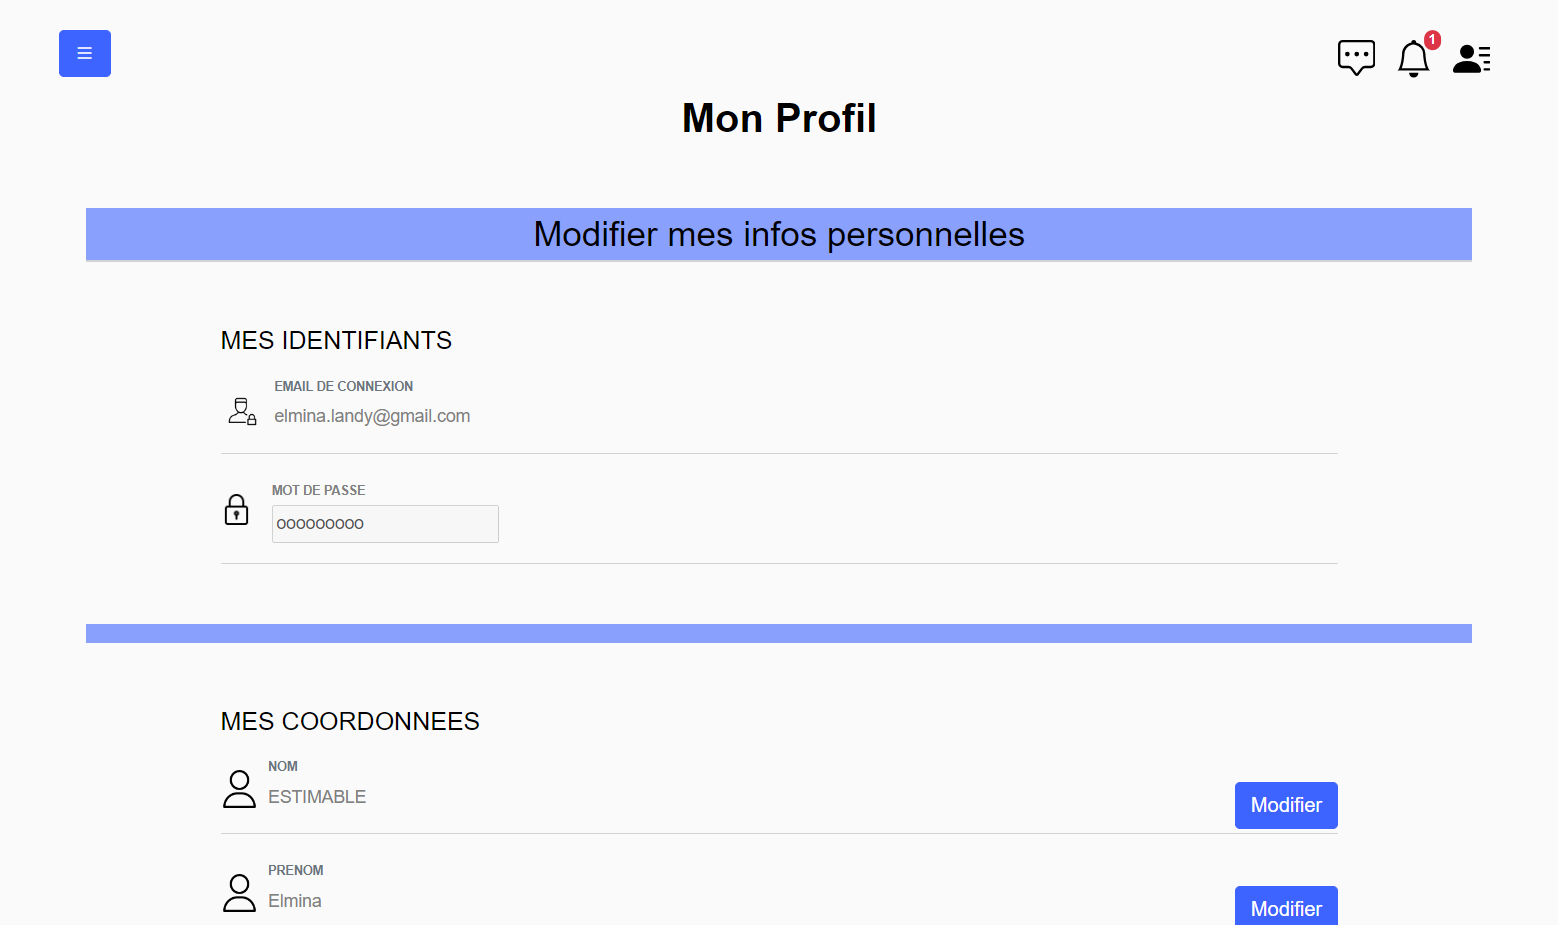 1
Mon Profil
Modifier mes infos personnelles
MES IDENTIFIANTS
EMAIL DE CONNEXION
elmina.landy@gmail.com
MOT DE PASSE
ooooooooo
MES COORDONNEES
NOM
ESTIMABLE
Modifier
PRENOM
Elmina
Modifier